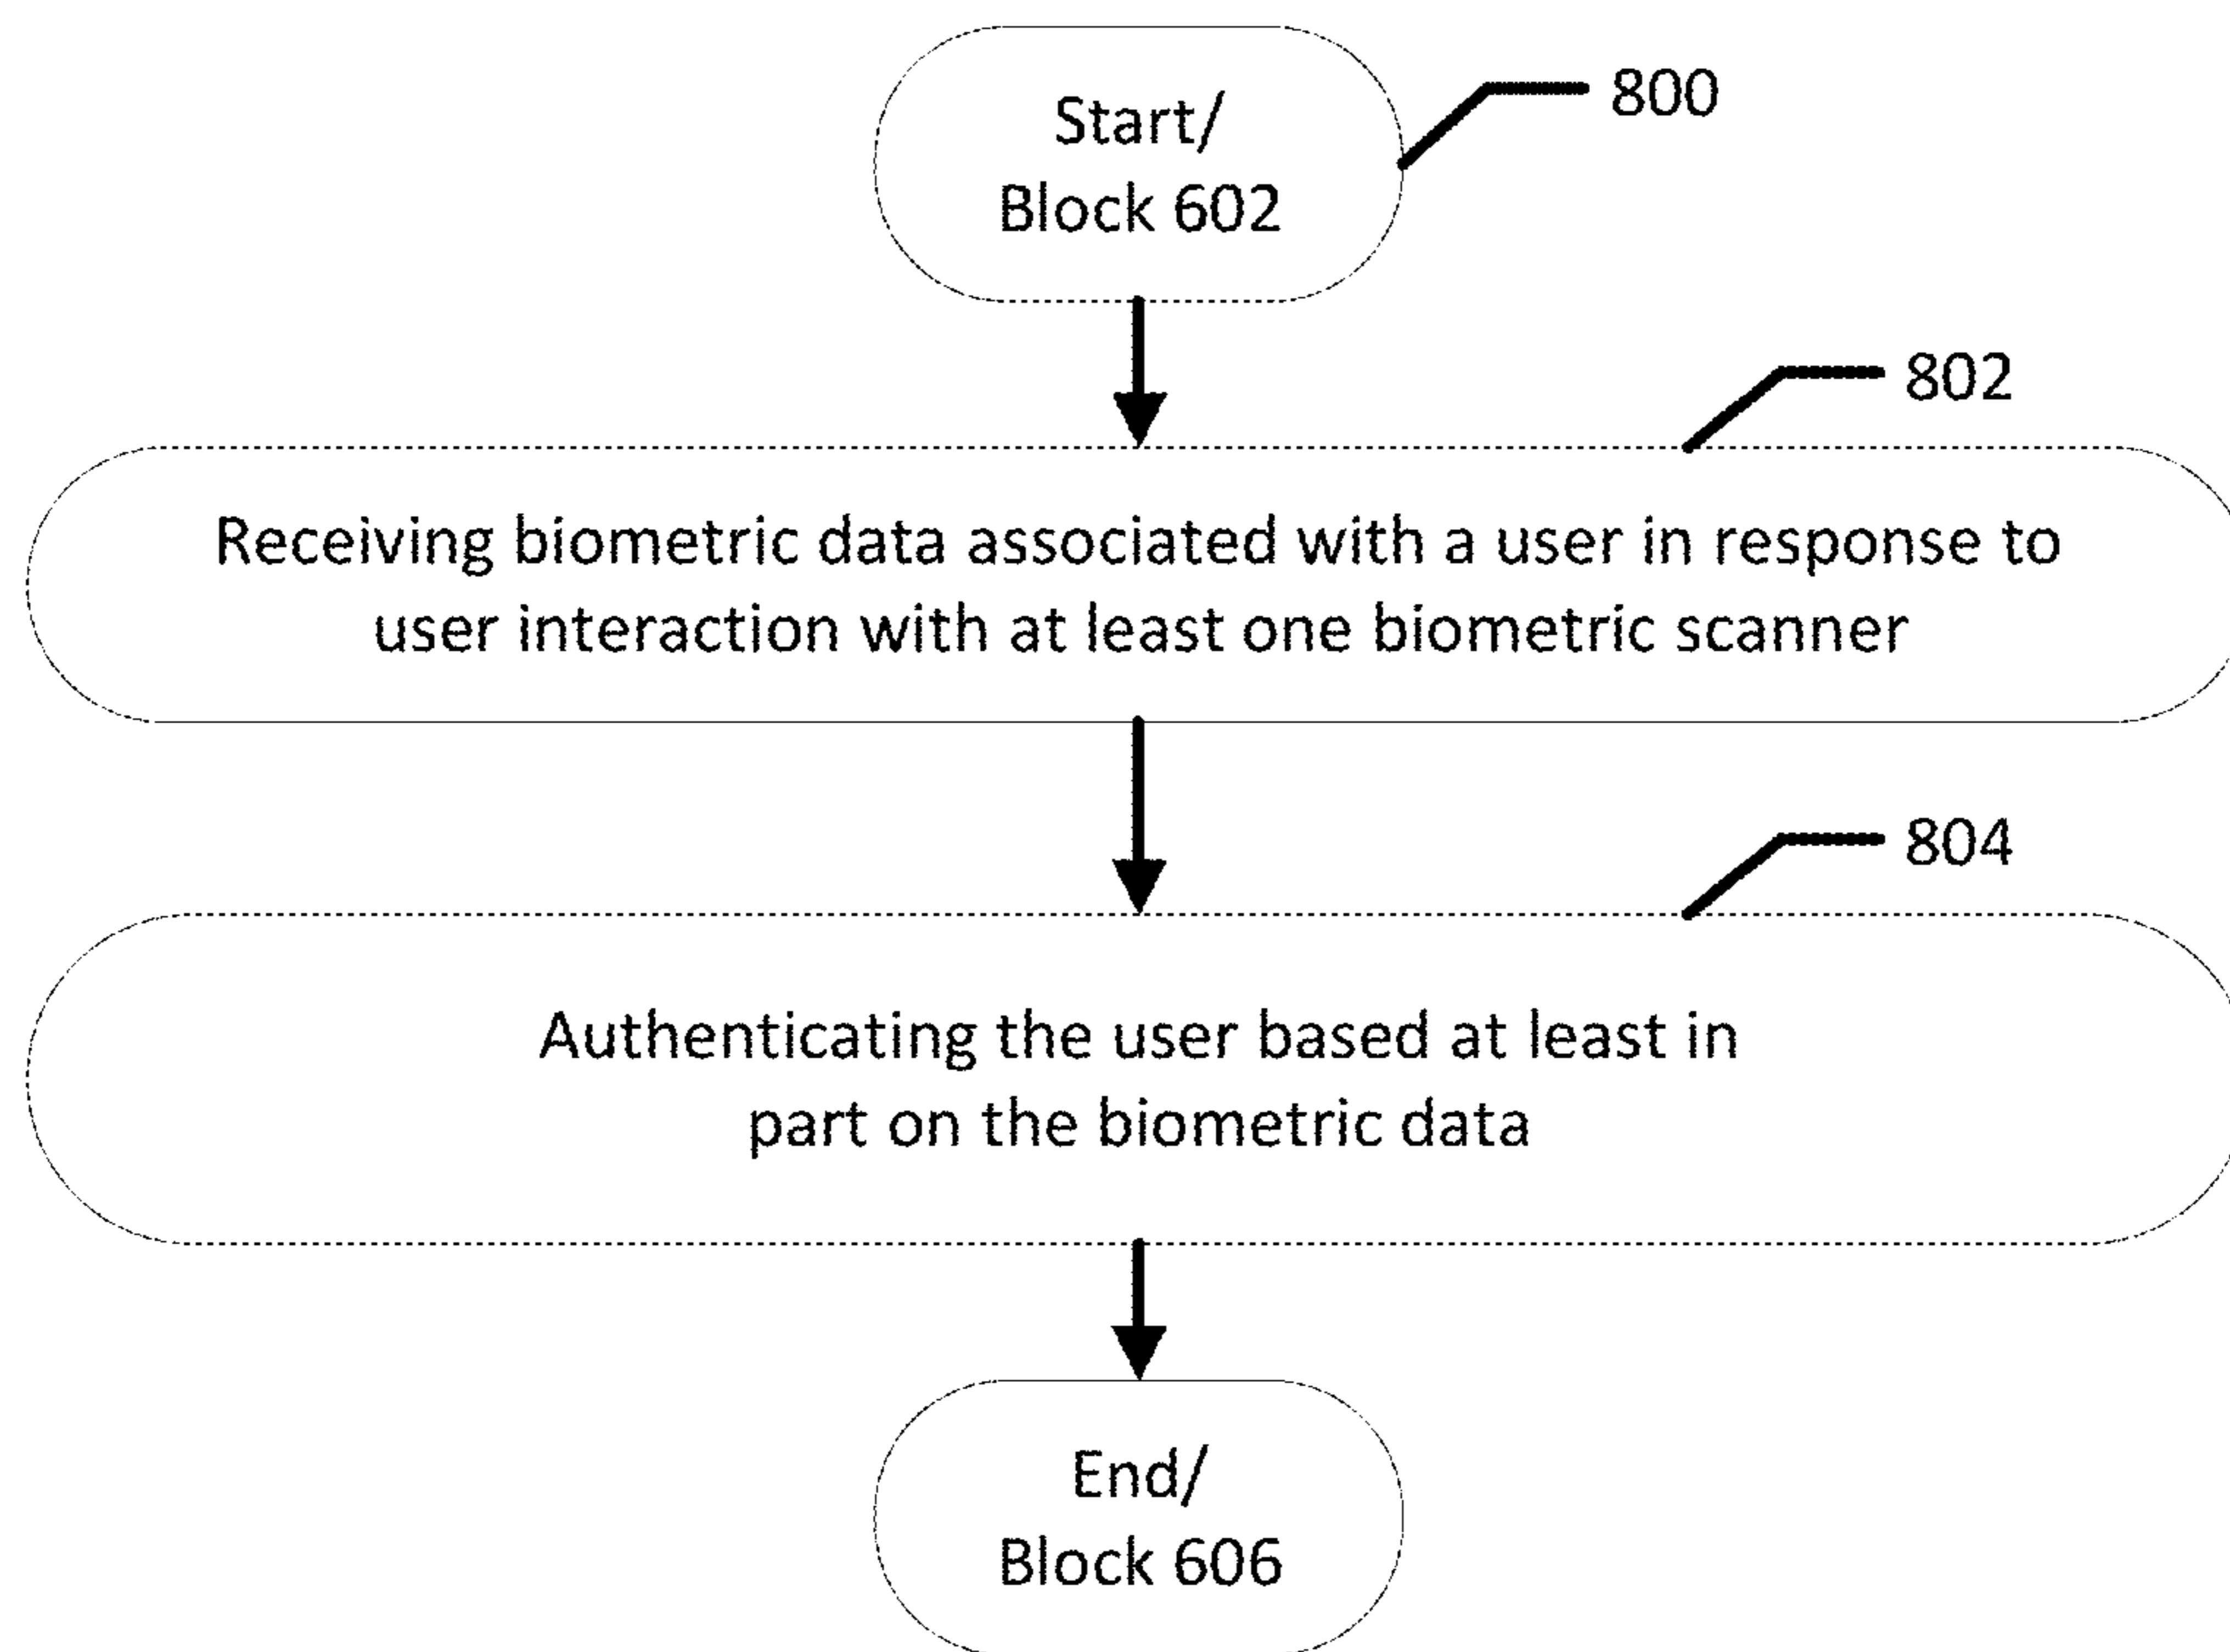 Start/
Block 602
800
802
Receiving biometric data associated with a user in response to
user interaction with at least one biometric scanner
804
Authenticating the user based at least in
part on the biometric data
End/
Block 606